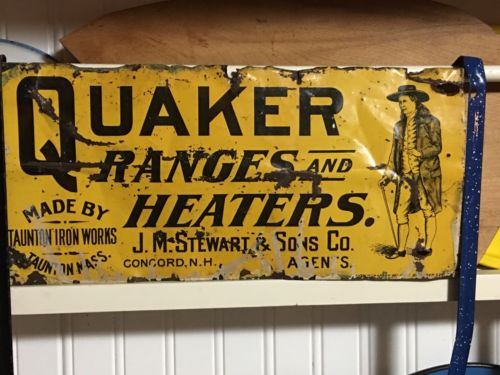 QUAKER
RANGES AND
HEATERS.
MADE BY
TAUNTON IRON WORKS
TAUNTON MASS.
J. M. STEWART & SONS CO.
CONCORD, N.H., AGENTS.